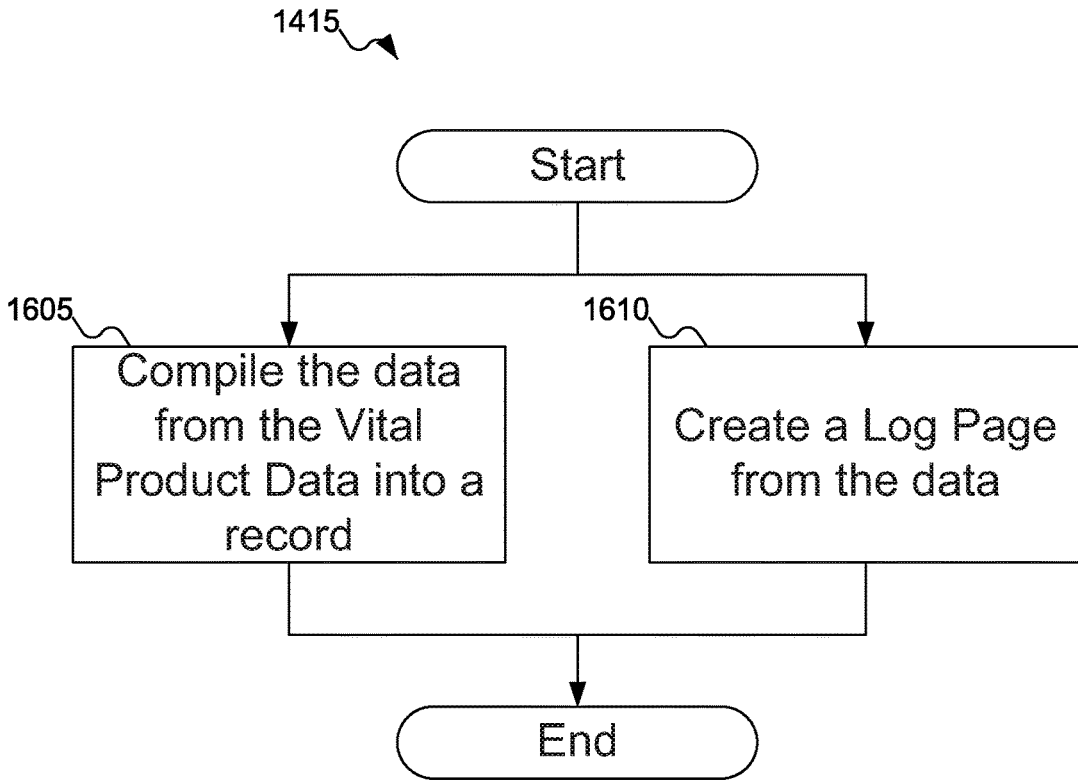 1415
Start
1605
Compile the data
from the Vital
Product Data into a
record
1610
Create a Log Page
from the data
End